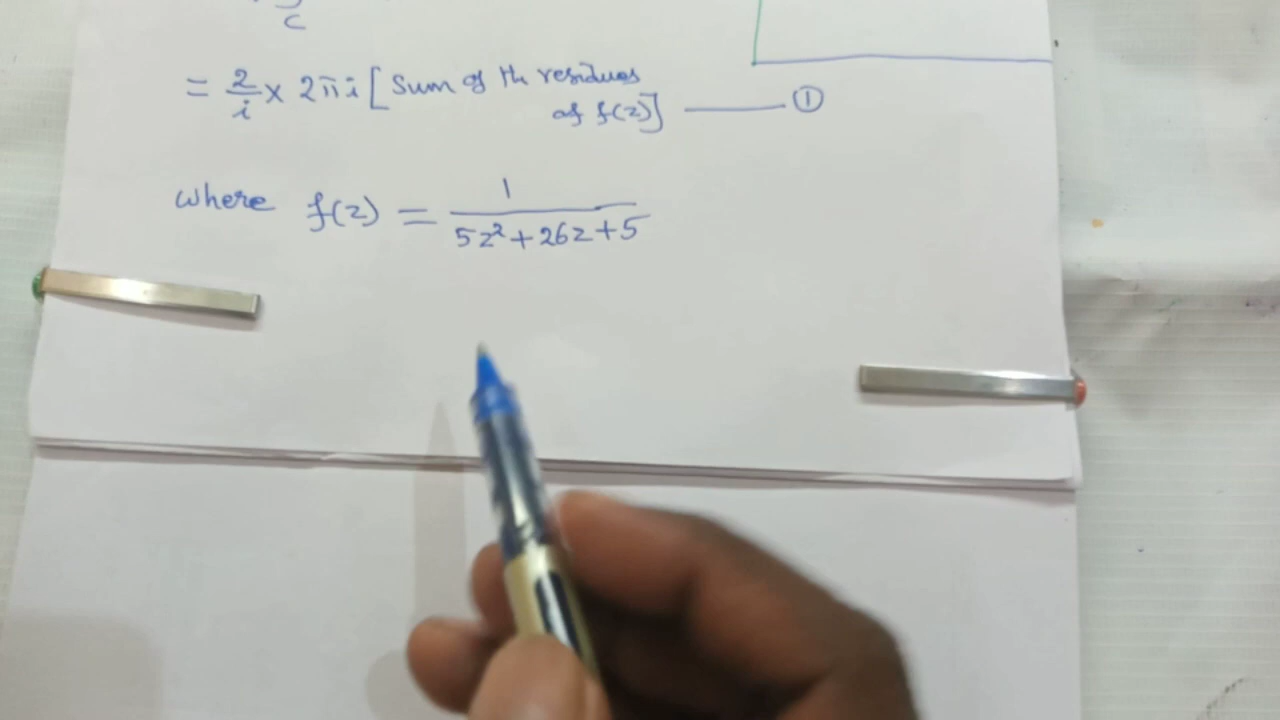 C
= 2/i × 2πi [Sum of the residues
of f(z)] ——— ①
where f(z) = 1/(5z²+26z+5)